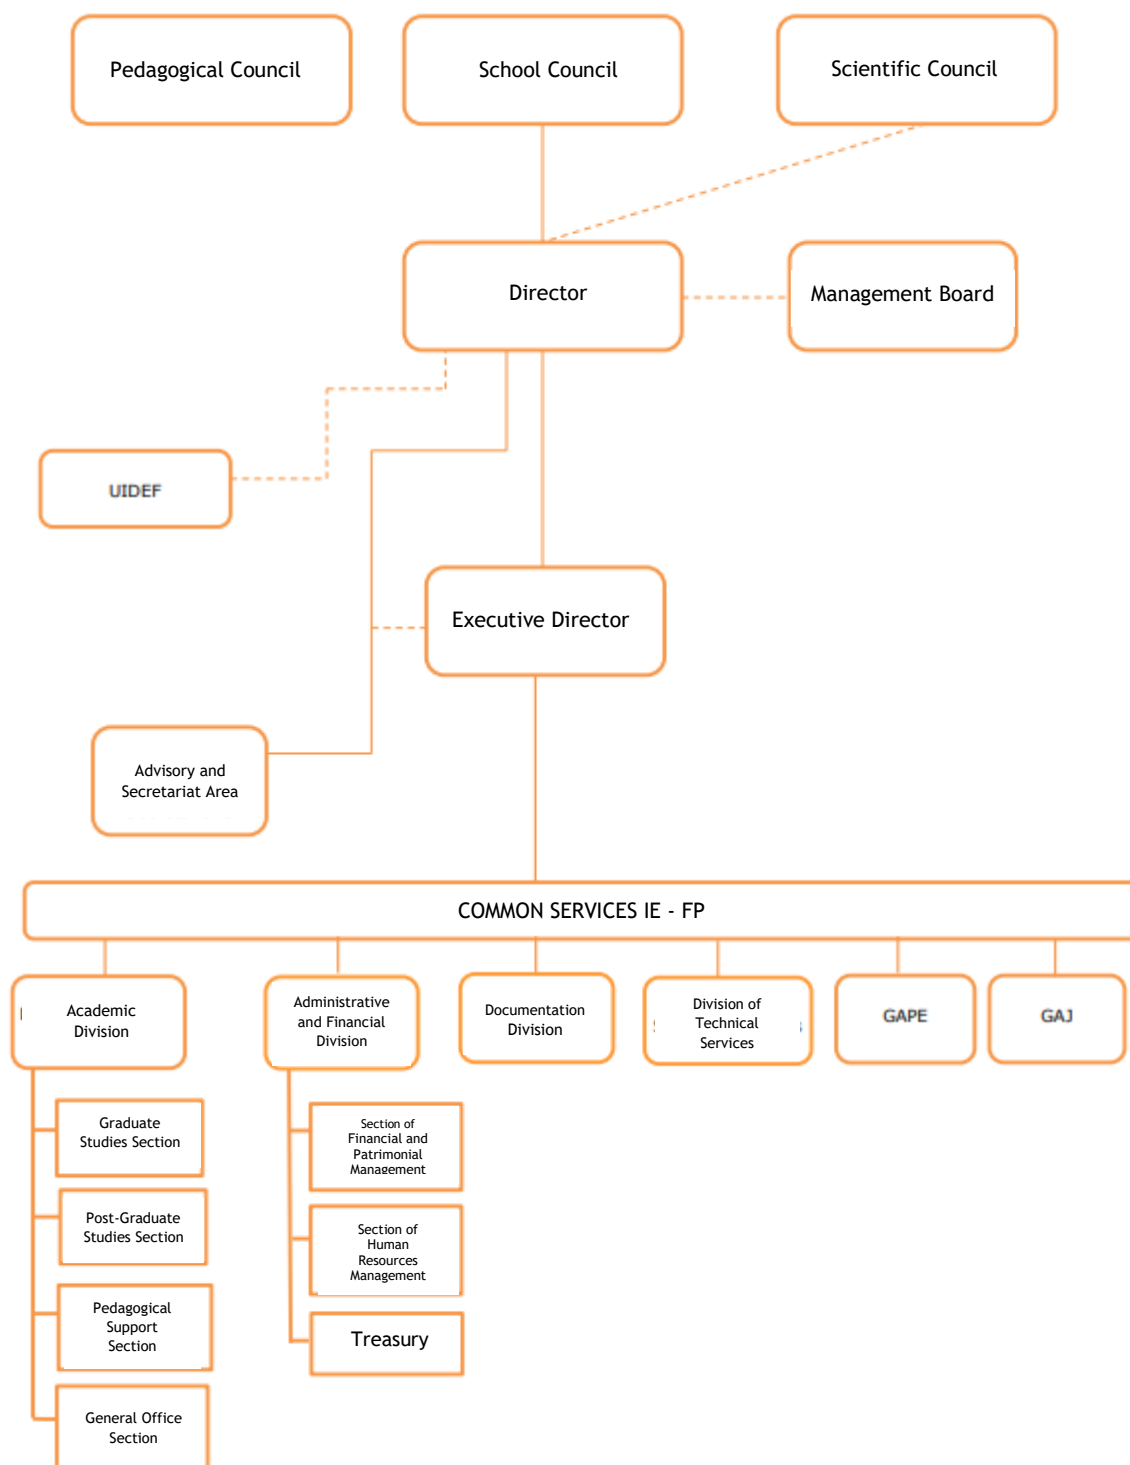 Pedagogical Council
School Council
Scientific Council
Director
Management Board
UIDEF
Executive Director
Advisory and
Secretariat Area
COMMON SERVICES IE - FP
Academic
Division
Administrative
and Financial
Division
Documentation
Division
Division of
Technical
Services
GAPE
GAJ
Graduate
Studies Section
Post-Graduate
Studies Section
Pedagogical
Support
Section
General Office
Section
Section of
Financial and
Patrimonial
Management
Section of
Human
Resources
Management
Treasury